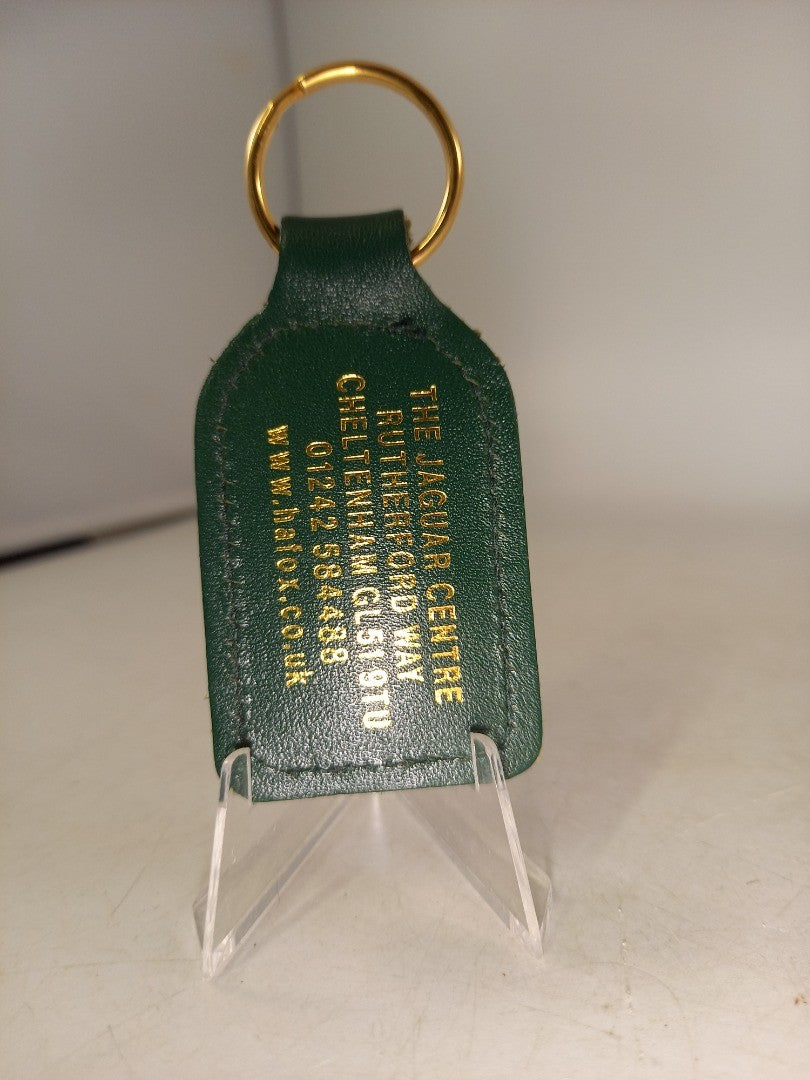 THE JAGUAR CENTRE
RUTHERFORD WAY
CHELTENHAM GL51 9TU
01242 584488
www.hafox.co.uk